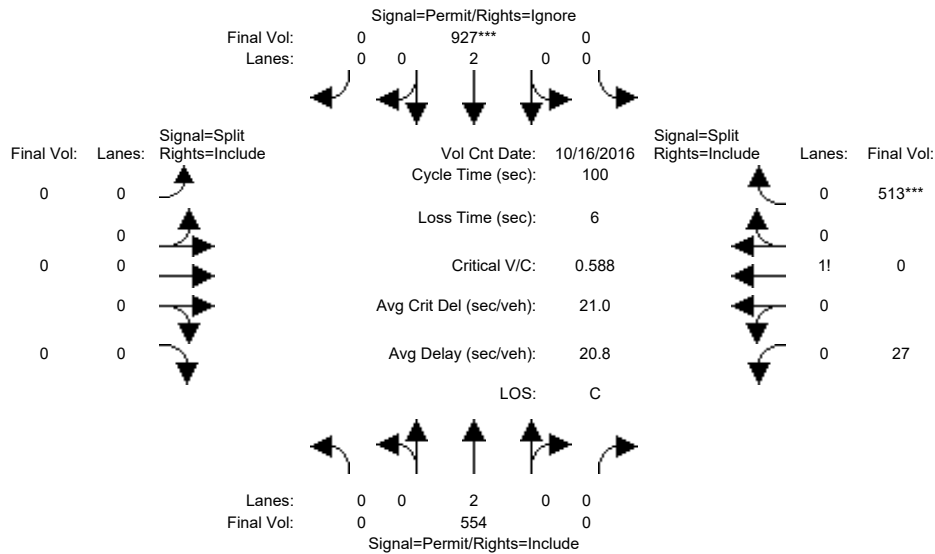 Signal=Permit/Rights=Ignore
Final Vol: 0 927*** 0
Lanes: 0 0 2 0 0
Signal=Split Signal=Split
Final Vol: Lanes: Rights=Include Vol Cnt Date: 10/16/2016 Rights=Include Lanes: Final Vol:
Cycle Time (sec): 100
0 0 0 513***
Loss Time (sec): 6
0 0
0 0 Critical V/C: 0.588 1! 0
0 Avg Crit Del (sec/veh): 21.0 0
0 0 Avg Delay (sec/veh): 20.8 0 27
LOS: C
Lanes: 0 0 2 0 0
Final Vol: 0 554 0
Signal=Permit/Rights=Include